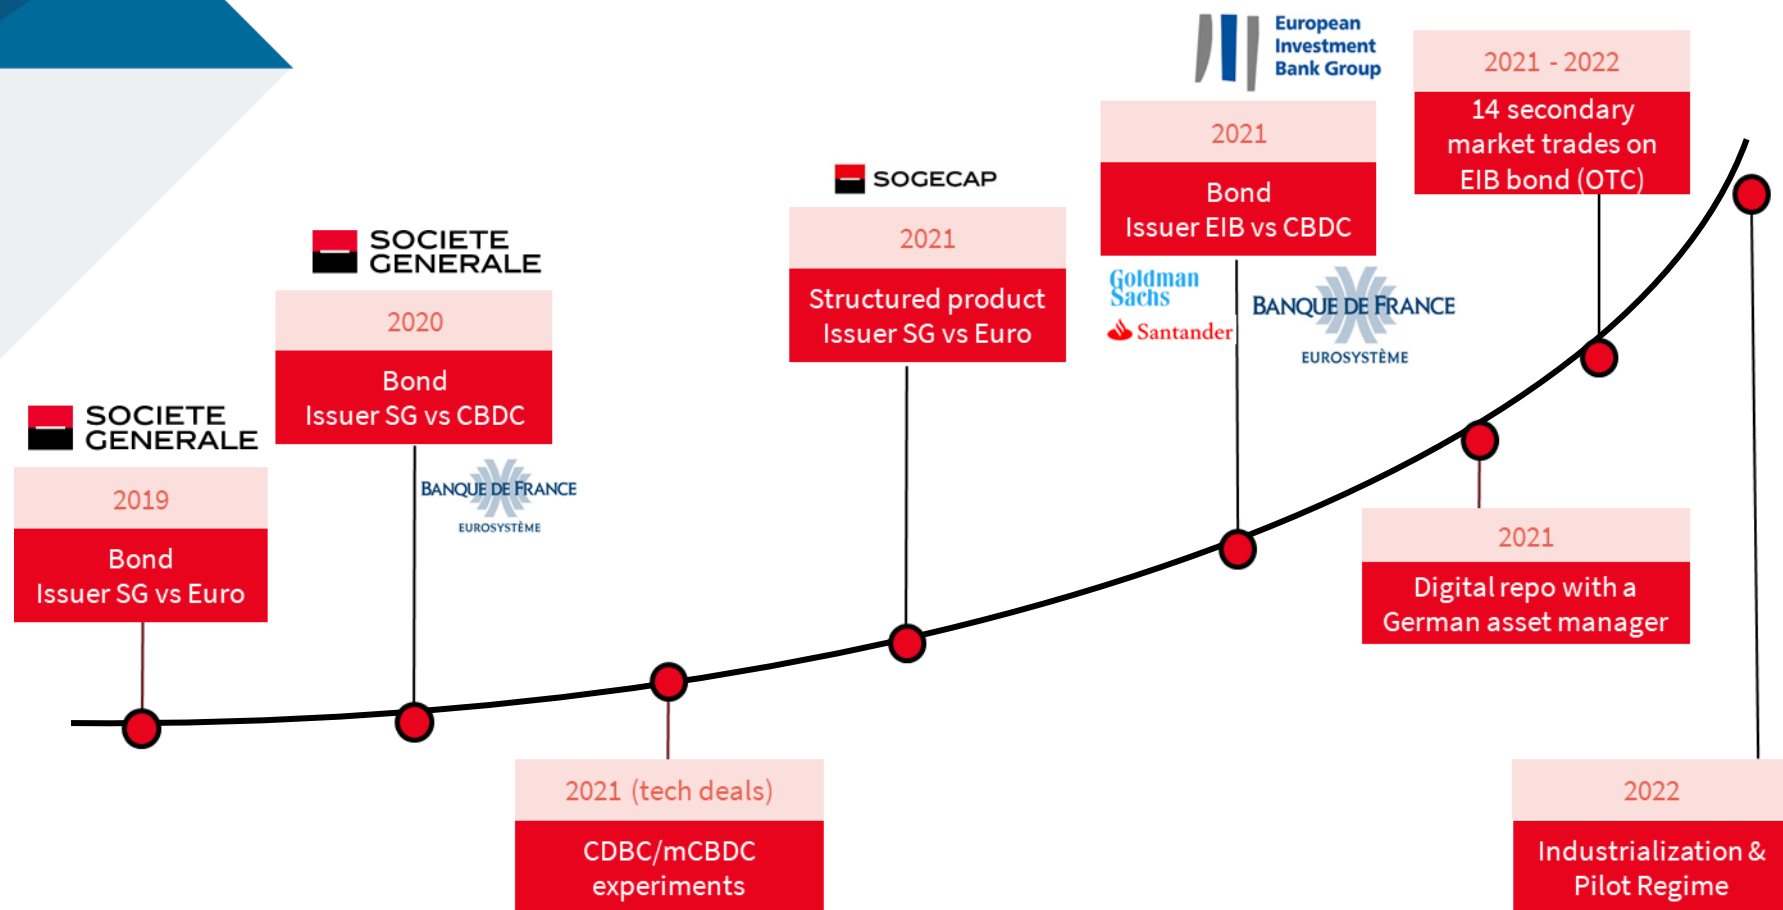 SOCIETE
GENERALE
2019
Bond
Issuer SG vs Euro
SOCIETE
GENERALE
2020
Bond
Issuer SG vs CBDC
BANQUE DE FRANCE
EUROSYSTÈME
2021 (tech deals)
CDBC/mCBDC
experiments
SOGECAP
2021
Structured product
Issuer SG vs Euro
European
Investment
Bank Group
2021
Bond
Issuer EIB vs CBDC
Goldman
Sachs
Santander
BANQUE DE FRANCE
EUROSYSTÈME
2021
Digital repo with a
German asset manager
2021 - 2022
14 secondary
market trades on
EIB bond (OTC)
2022
Industrialization &
Pilot Regime